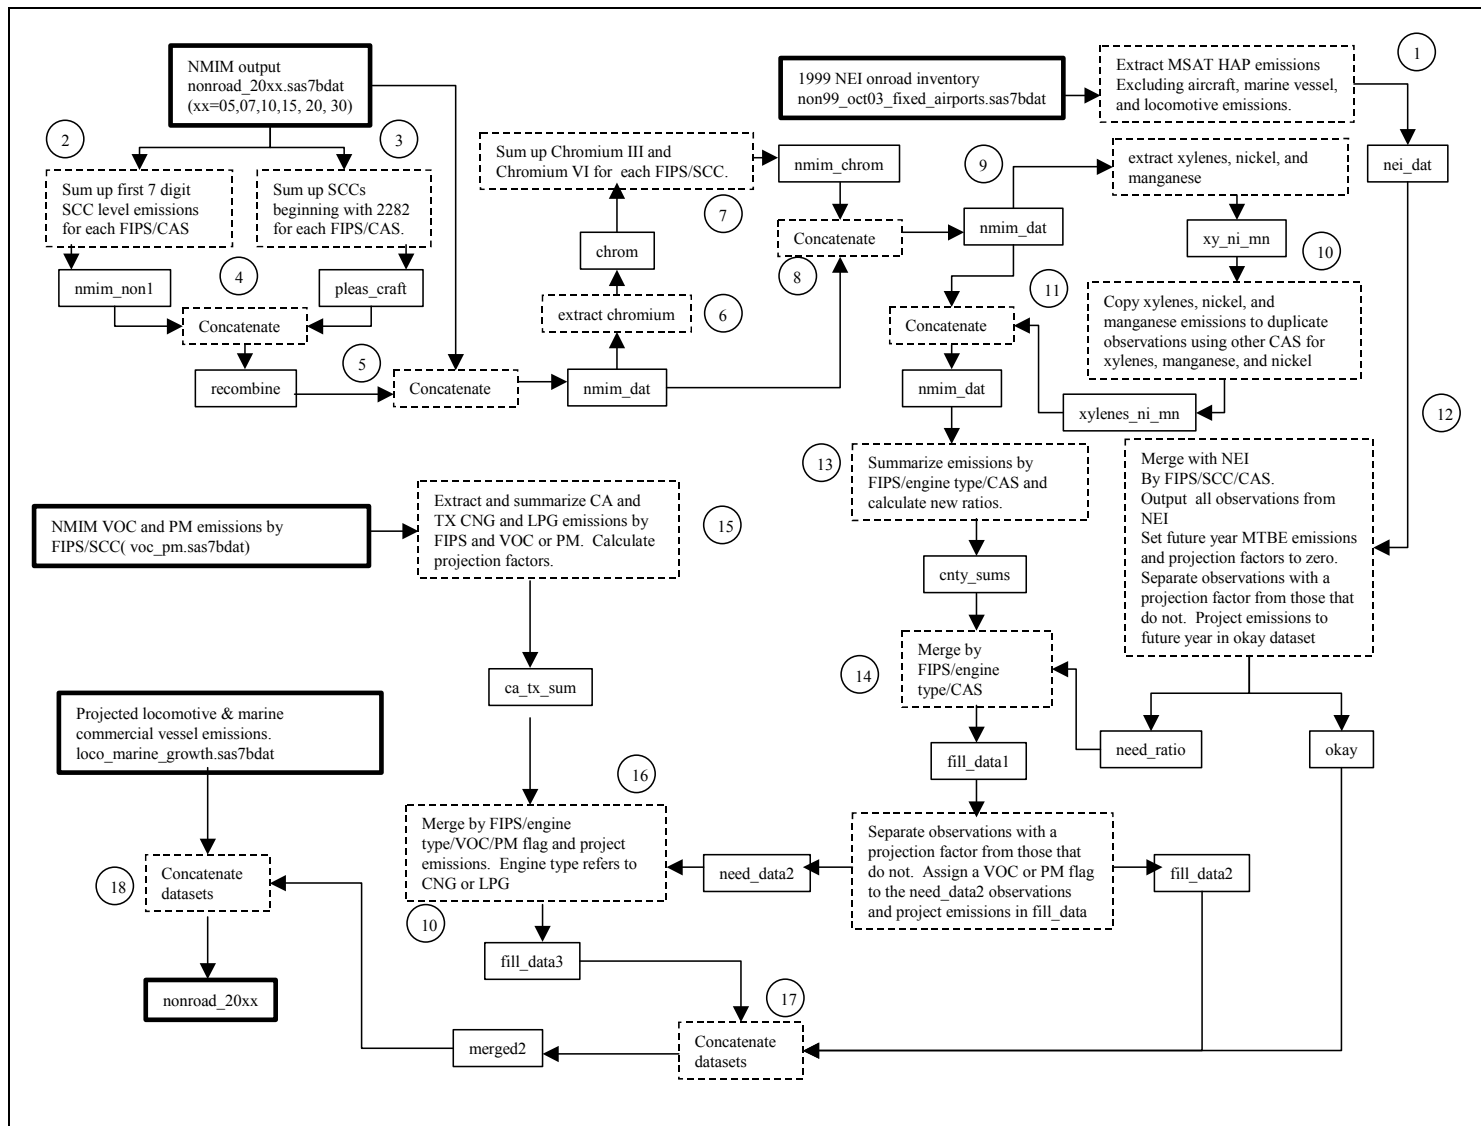 NMIM output
nonroad_20xx.sas7bdat
(xx=05,07,10,15, 20, 30)
1999 NEI onroad inventory
non99_oct03_fixed_airports.sas7bdat
Extract MSAT HAP emissions
Excluding aircraft, marine vessel,
and locomotive emissions.
1
2
3
Sum up first 7 digit
SCC level emissions
for each FIPS/CAS
Sum up SCCs
beginning with 2282
for each FIPS/CAS.
Sum up Chromium III and
Chromium VI for  each FIPS/SCC.
7
nmim_chrom
9
extract xylenes, nickel, and
manganese
nei_dat
nmim_non1
4
pleas_craft
Concatenate
recombine
5
Concatenate
chrom
extract chromium
6
nmim_dat
Concatenate
8
nmim_dat
xy_ni_mn
10
11
Concatenate
Copy xylenes, nickel, and
manganese emissions to duplicate
observations using other CAS for
xylenes, manganese, and nickel
nmim_dat
xylenes_ni_mn
12
13
Summarize emissions by
FIPS/engine type/CAS and
calculate new ratios.
Merge with NEI
By FIPS/SCC/CAS.
Output  all observations from
NEI
Set future year MTBE emissions
and projection factors to zero.
Separate observations with a
projection factor from those that
do not.  Project emissions to
future year in okay dataset
NMIM VOC and PM emissions by
FIPS/SCC( voc_pm.sas7bdat)
Extract and summarize CA and
TX CNG and LPG emissions by
FIPS and VOC or PM.  Calculate
projection factors.
15
cnty_sums
14
Merge by
FIPS/engine
type/CAS
ca_tx_sum
Projected locomotive & marine
commercial vessel emissions.
loco_marine_growth.sas7bdat
need_ratio
okay
fill_data1
16
Merge by FIPS/engine
type/VOC/PM flag and project
emissions.  Engine type refers to
CNG or LPG
10
need_data2
Separate observations with a
projection factor from those that
do not.  Assign a VOC or PM flag
to the need_data2 observations
and project emissions in fill_data
fill_data2
18
Concatenate
datasets
fill_data3
nonroad_20xx
17
merged2
Concatenate
datasets